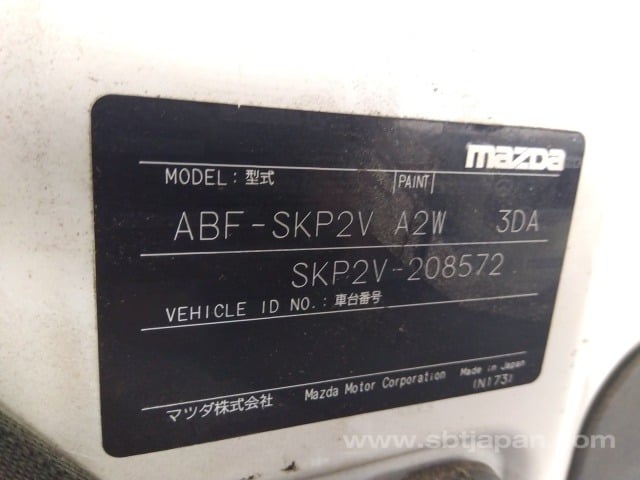 mazda
MODEL: 型式 PAINT
ABF-SKP2V A2W 3DA
SKP2V-208572
VEHICLE ID NO.: 車台番号
マツダ株式会社 Mazda Motor Corporation Made in Japan
(N173)
www.sbtjapan.com